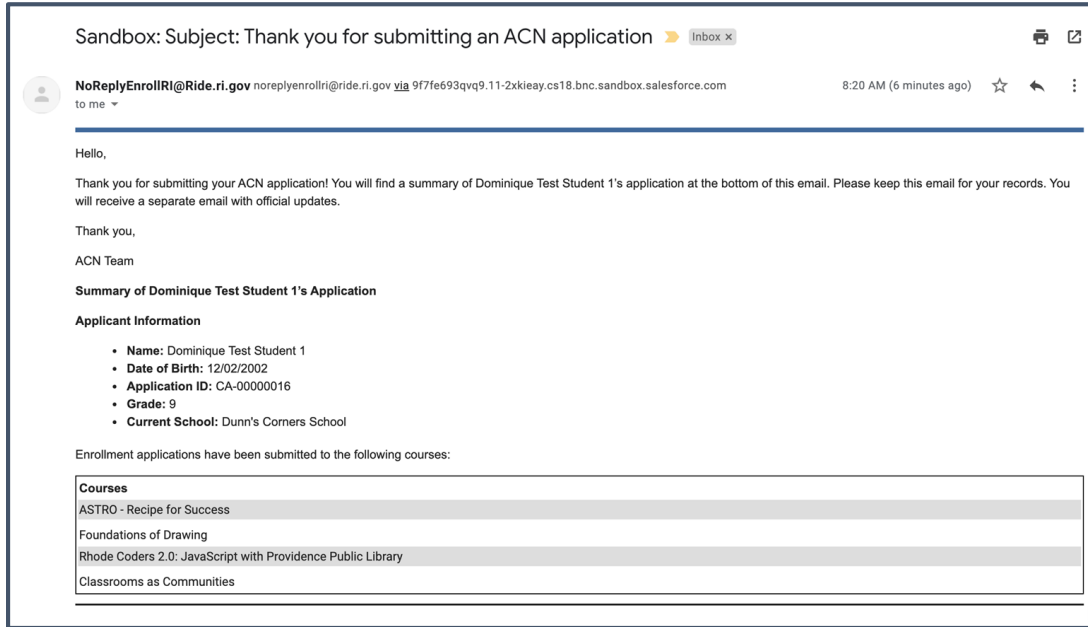 Sandbox: Subject: Thank you for submitting an ACN application Inbox ×
NoReplyEnrollRI@Ride.ri.gov noreplyenrollri@ride.ri.gov via 9f7fe693qvq9.11-2xkieay.cs18.bnc.sandbox.salesforce.com 8:20 AM (6 minutes ago)
to me
Hello,
Thank you for submitting your ACN application! You will find a summary of Dominique Test Student 1's application at the bottom of this email. Please keep this email for your records. You
will receive a separate email with official updates.
Thank you,
ACN Team
Summary of Dominique Test Student 1's Application
Applicant Information
• Name: Dominique Test Student 1
• Date of Birth: 12/02/2002
• Application ID: CA-00000016
• Grade: 9
• Current School: Dunn's Corners School
Enrollment applications have been submitted to the following courses:
Courses
ASTRO - Recipe for Success
Foundations of Drawing
Rhode Coders 2.0: JavaScript with Providence Public Library
Classrooms as Communities